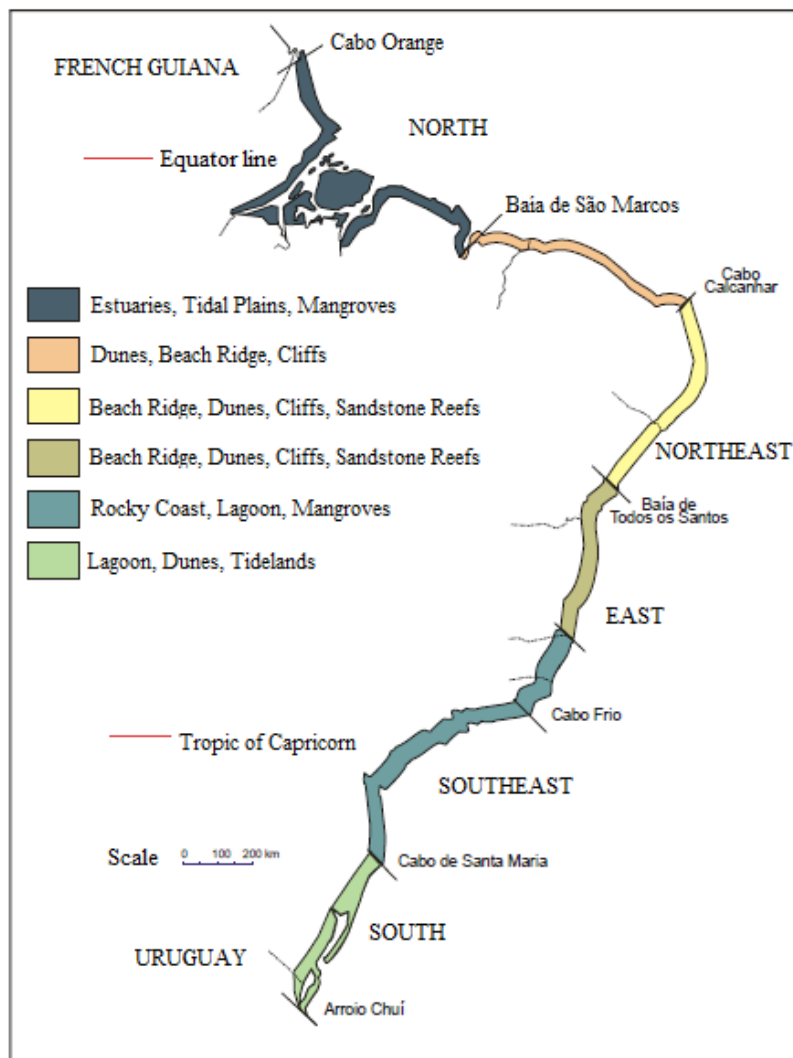 Cabo Orange
FRENCH GUIANA
NORTH
Equator line
Baía de São Marcos
Cabo
Calcanhar
Estuaries, Tidal Plains, Mangroves
Dunes, Beach Ridge, Cliffs
Beach Ridge, Dunes, Cliffs, Sandstone Reefs
NORTHEAST
Beach Ridge, Dunes, Cliffs, Sandstone Reefs
Baía de
Todos os Santos
Rocky Coast, Lagoon, Mangroves
Lagoon, Dunes, Tidelands
EAST
Cabo Frio
Tropic of Capricorn
SOUTHEAST
Scale
0 100 200 km
Cabo de Santa Maria
SOUTH
URUGUAY
Arroio Chuí